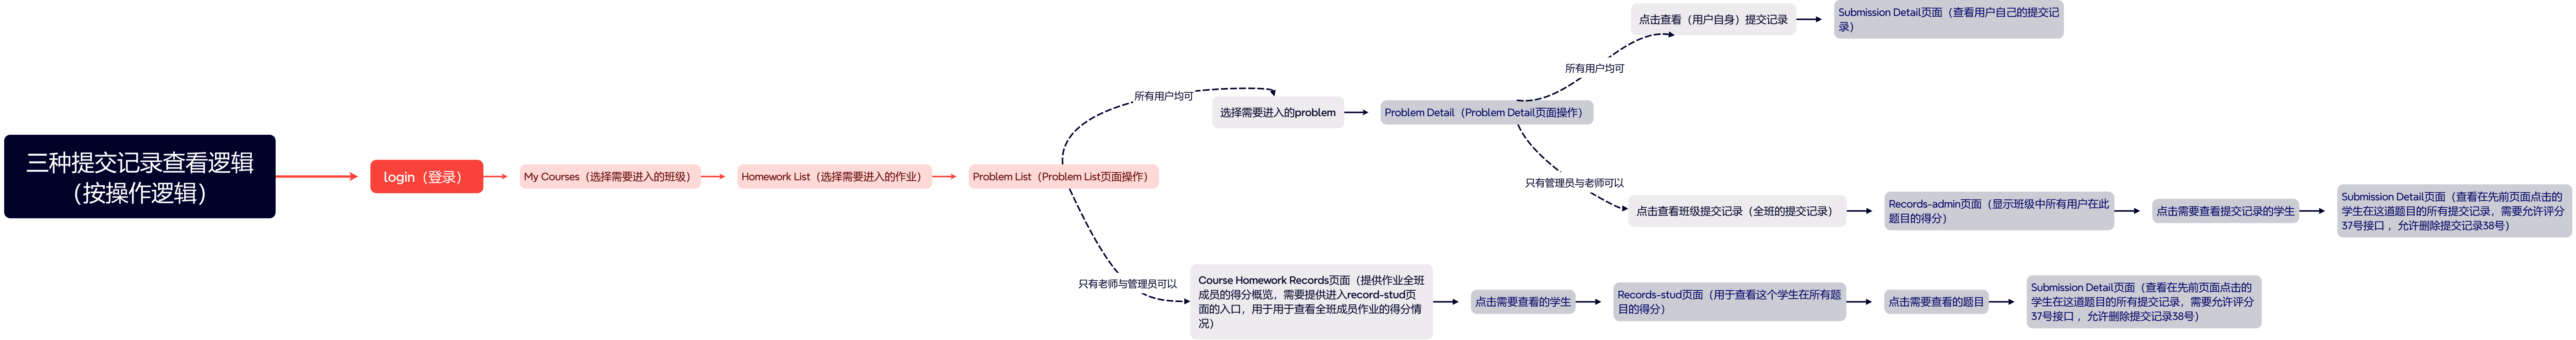 三种提交记录查看逻辑
（按操作逻辑）
login（登录）
My Courses（选择需要进入的班级）
Homework List（选择需要进入的作业）
Problem List（Problem List页面操作）
所有用户均可
选择需要进入的problem
Problem Detail（Problem Detail页面操作）
所有用户均可
点击查看（用户自身）提交记录
Submission Detail页面（查看用户自己的提交记
录）
只有管理员与老师可以
点击查看班级提交记录（全班的提交记录）
Records-admin页面（显示班级中所有用户在此
题目的得分）
点击需要查看提交记录的学生
Submission Detail页面（查看在先前页面点击的
学生在这道题目的所有提交记录，需要允许评分
37号接口 ，允许删除提交记录38号）
只有老师与管理员可以
Course Homework Records页面（提供作业全班
成员的得分概览，需要提供进入record-stud页
面的入口，用于用于查看全班成员作业的得分情
况）
点击需要查看的学生
Records-stud页面（用于查看这个学生在所有题
目的得分）
点击需要查看的题目
Submission Detail页面（查看在先前页面点击的
学生在这道题目的所有提交记录，需要允许评分
37号接口 ，允许删除提交记录38号）